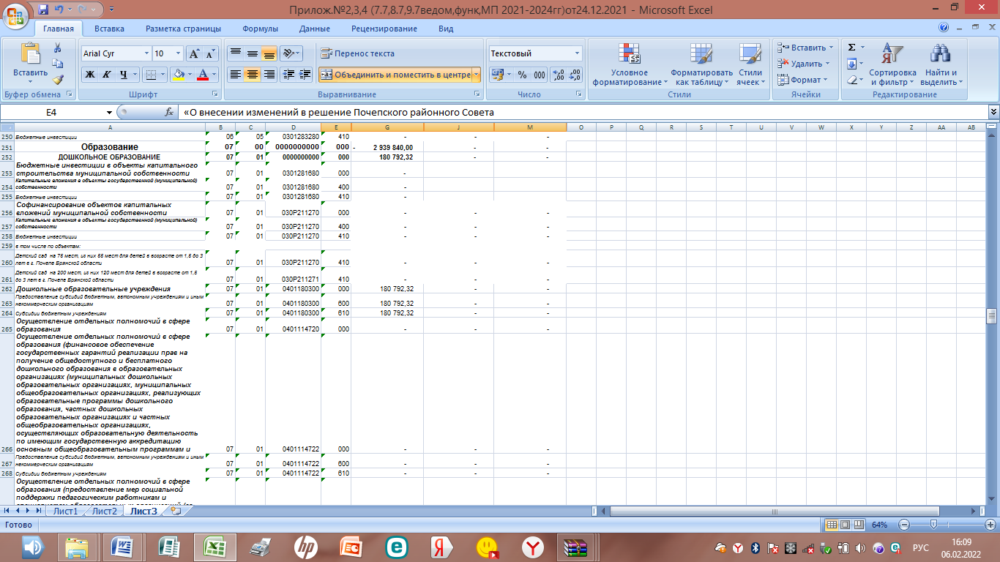 Прилож.№2,3,4 (7.7,8.7,9.7ведом,функ,МП 2021-2024гг)от24.12.2021 - Microsoft Excel
Главная Вставка Разметка страницы Формулы Данные Рецензирование Вид
Arial Cyr 10 Перенос текста Текстовый
Вставить Ж К Ч Объединить и поместить в центре % 000 Условное форматирование Форматировать как таблицу Стили ячеек Вставить Удалить Формат Σ Сортировка и фильтр Найти и выделить
Буфер обмена Шрифт Выравнивание Число Стили Ячейки Редактирование
E4 fx «О внесении изменений в решение Почепского районного Совета
A B C D E G J M O P Q R S T U V W X Y Z AA AB
250 Бюджетные инвестиции 06 05 0301283280 410 - - -
251 Образование 07 00 0000000000 000 - 2 939 840,00 - -
252 ДОШКОЛЬНОЕ ОБРАЗОВАНИЕ 07 01 0000000000 000 180 792,32 - -
Бюджетные инвестиции в объекты капитального
253 строительства муниципальной собственности 07 01 0301281680 000 -
Капитальные вложения в объекты государственной (муниципальной)
254 собственности 07 01 0301281680 400 -
255 Бюджетные инвестиции 07 01 0301281680 410 -
Софинансирование объектов капитальных
256 вложений муниципальной собственности 07 01 030P211270 000 - - -
Капитальные вложения в объекты государственной (муниципальной)
257 собственности 07 01 030P211270 400 - - -
258 Бюджетные инвестиции 07 01 030P211270 410 - - -
259 в том числе по объектам:
Детский сад на 75 мест, из них 55 мест для детей в возрасте от 1,5 до 3
260 лет в г. Почепе Брянской области 07 01 030P211270 410 - - -
Детский сад на 200 мест, из них 120 мест для детей в возрасте от 1,5
261 до 3 лет в г. Почепе Брянской области 07 01 030P211271 410 - - -
262 Дошкольные образовательные учреждения 07 01 0401180300 000 180 792,32 - -
Предоставление субсидий бюджетным, автономным учреждениям и иным
263 некоммерческим организациям 07 01 0401180300 600 180 792,32 - -
264 Субсидии бюджетным учреждениям 07 01 0401180300 610 180 792,32 - -
Осуществление отдельных полномочий в сфере
265 образования 07 01 0401114720 000 - - -
Осуществление отдельных полномочий в сфере
образования (финансовое обеспечение
государственных гарантий реализации прав на
получение общедоступного и бесплатного
дошкольного образования в образовательных
организациях (муниципальных дошкольных
образовательных организациях, муниципальных
общеобразовательных организациях, реализующих
образовательные программы дошкольного
образования, частных дошкольных
образовательных организациях и частных
общеобразовательных организациях,
осуществляющих образовательную деятельность
по имеющим государственную аккредитацию
266 основным общеобразовательным программам и 07 01 0401114722 000 - - -
Предоставление субсидий бюджетным, автономным учреждениям и иным
267 некоммерческим организациям 07 01 0401114722 600 - - -
268 Субсидии бюджетным учреждениям 07 01 0401114722 610 - - -
Осуществление отдельных полномочий в сфере
образования (предоставление мер социальной
поддержки педагогическим работникам и
Лист1 Лист2 Лист3
Готово 64%
РУС 16:09
06.02.2022